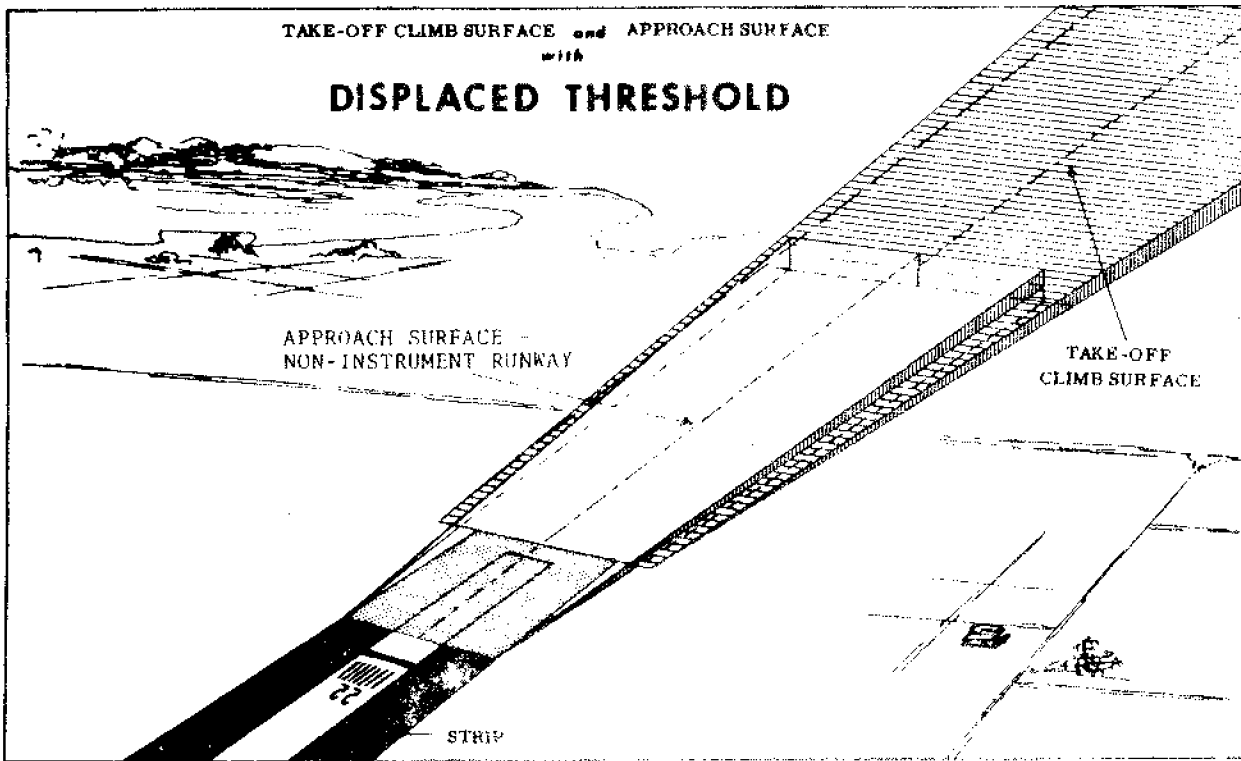 TAKE-OFF CLIMB SURFACE and APPROACH SURFACE
with
DISPLACED THRESHOLD
APPROACH SURFACE -
NON-INSTRUMENT RUNWAY
TAKE-OFF
CLIMB SURFACE
22
STRIP